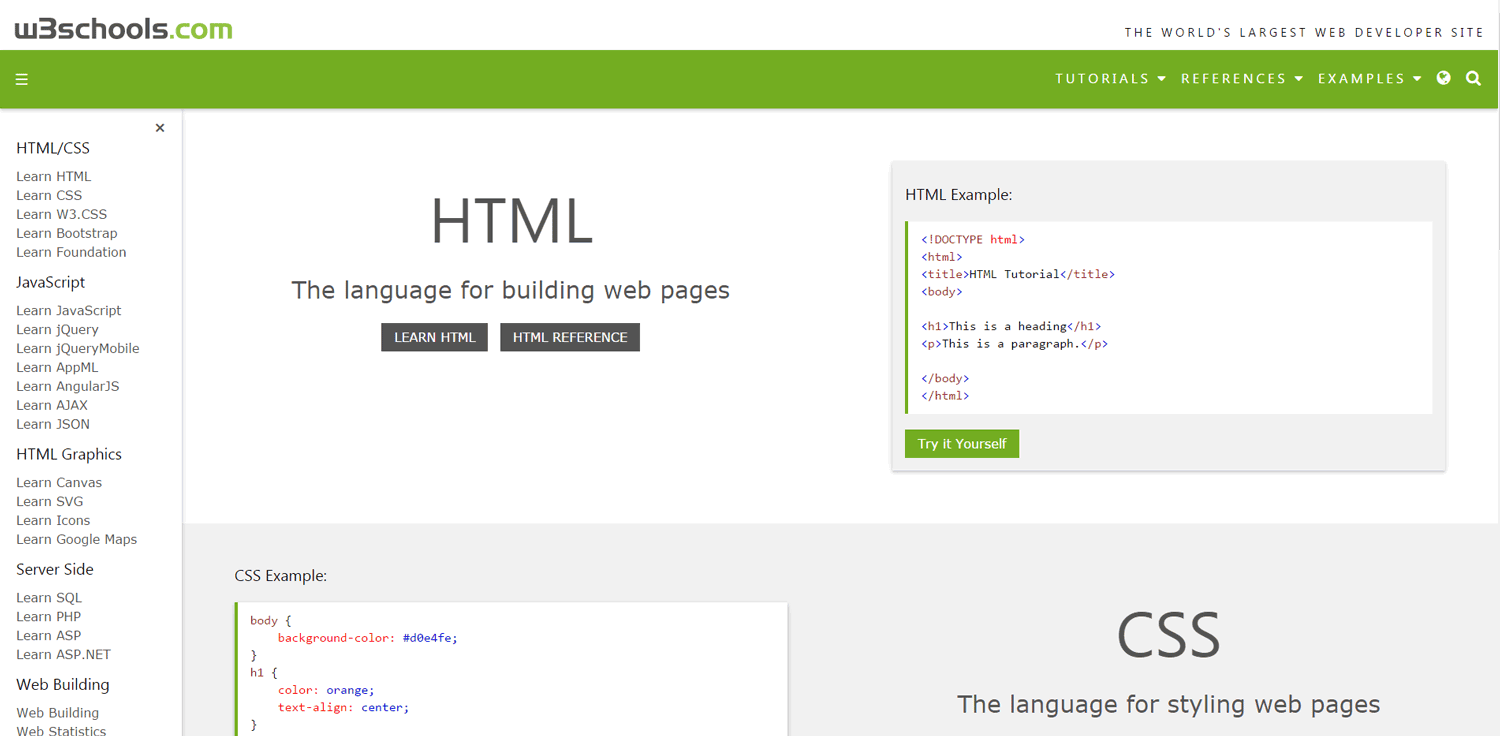 w3schools.com
THE WORLD'S LARGEST WEB DEVELOPER SITE
☰
TUTORIALS REFERENCES EXAMPLES
×
HTML/CSS
Learn HTML
Learn CSS
Learn W3.CSS
Learn Bootstrap
Learn Foundation
JavaScript
Learn JavaScript
Learn jQuery
Learn jQueryMobile
Learn AppML
Learn AngularJS
Learn AJAX
Learn JSON
HTML Graphics
Learn Canvas
Learn SVG
Learn Icons
Learn Google Maps
Server Side
Learn SQL
Learn PHP
Learn ASP
Learn ASP.NET
Web Building
Web Building
Web Statistics
HTML
The language for building web pages
LEARN HTML HTML REFERENCE
HTML Example:
<!DOCTYPE html>
<html>
<title>HTML Tutorial</title>
<body>
<h1>This is a heading</h1>
<p>This is a paragraph.</p>
</body>
</html>
Try it Yourself
CSS Example:
body {
background-color: #d0e4fe;
}
h1 {
color: orange;
text-align: center;
}
CSS
The language for styling web pages